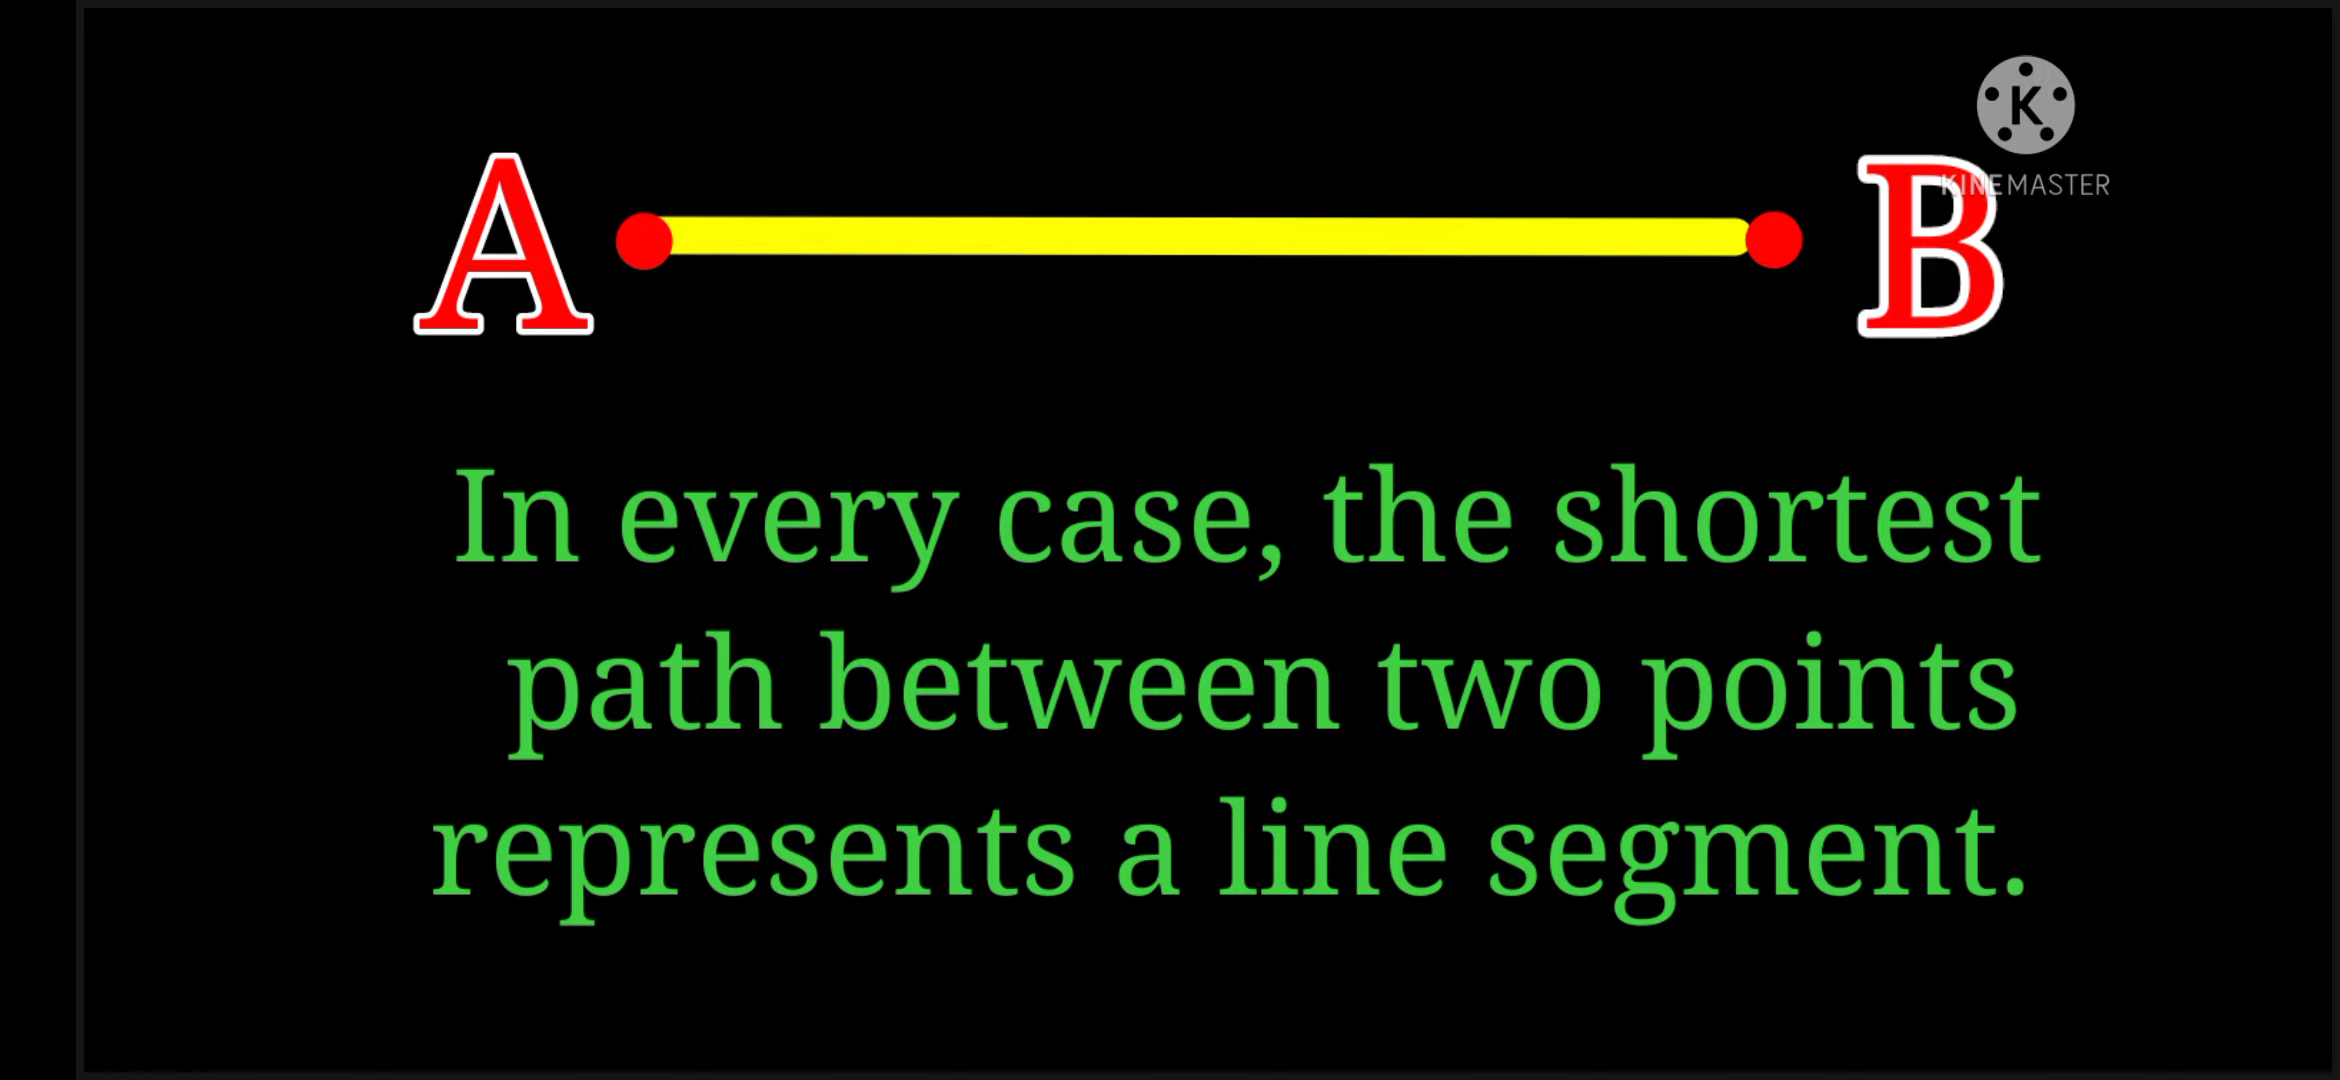 K
KINEMASTER
A B
In every case, the shortest
path between two points
represents a line segment.